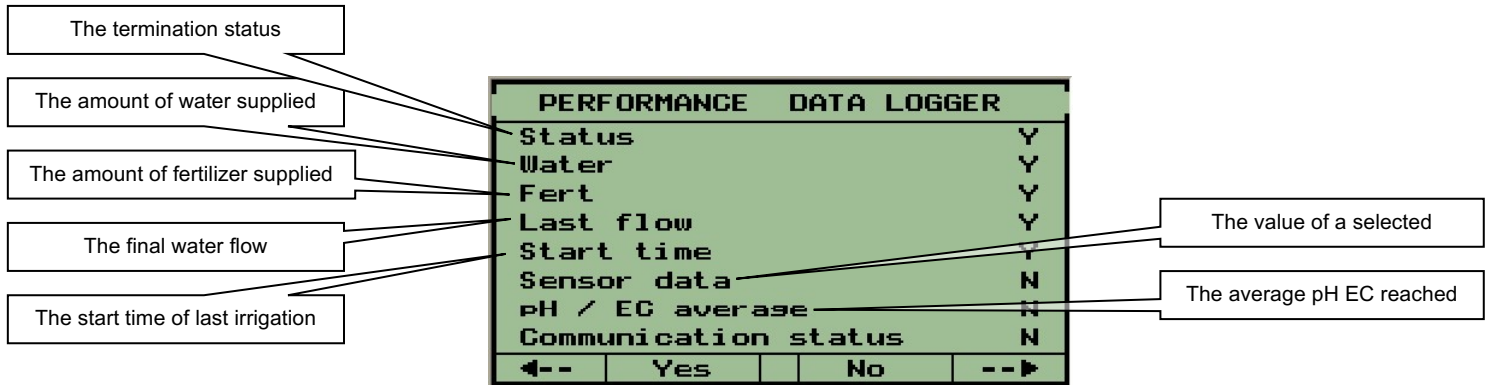 The termination status
The amount of water supplied
The amount of fertilizer supplied
The final water flow
The start time of last irrigation
PERFORMANCE DATA LOGGER
Status Y
Water Y
Fert Y
Last flow Y
Start time Y
Sensor data N
pH / EC average N
Communication status N
◄-- Yes No --►
The value of a selected
The average pH EC reached